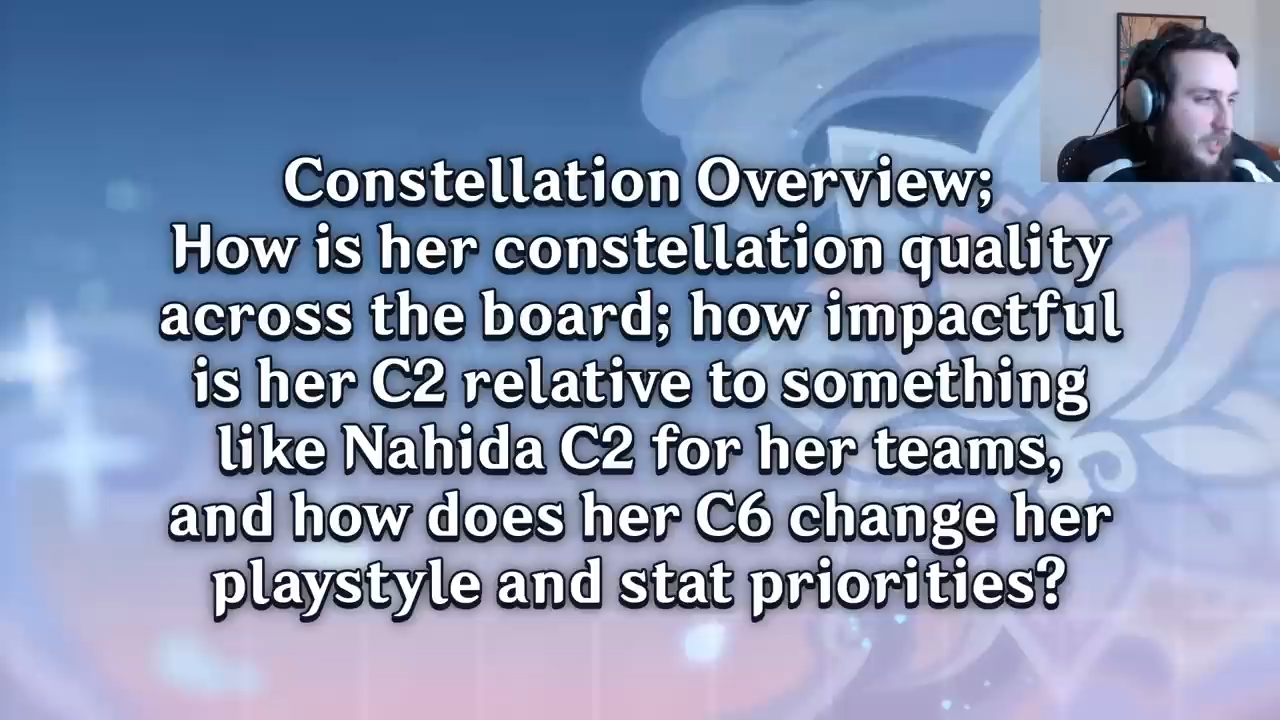 Constellation Overview;
How is her constellation quality
across the board; how impactful
is her C2 relative to something
like Nahida C2 for her teams,
and how does her C6 change her
playstyle and stat priorities?